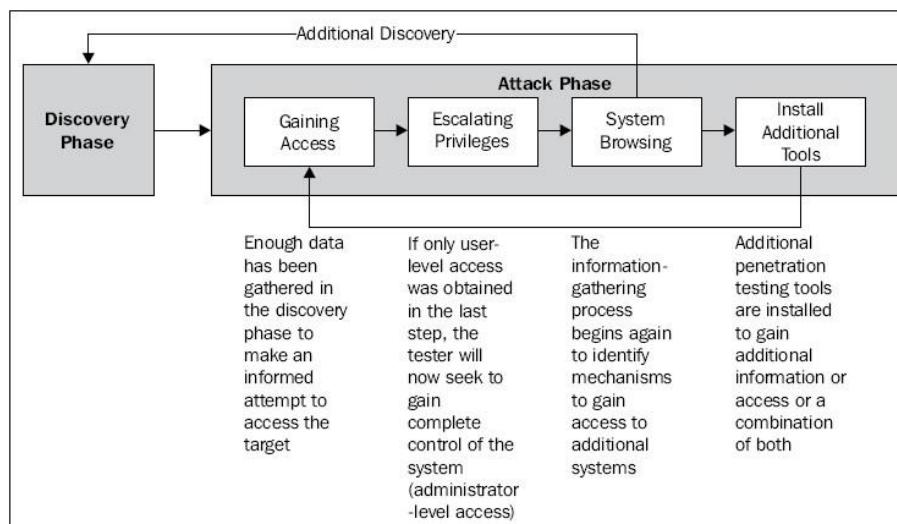 Additional Discovery
Attack Phase
Discovery
Phase
Gaining
Access
Escalating
Privileges
System
Browsing
Install
Additional
Tools
Enough data
has been
gathered in
the discovery
phase to
make an
informed
attempt to
access the
target
If only user-
level access
was obtained
in the last
step, the
tester will
now seek to
gain
complete
control of the
system
(administrator
-level access)
The
information-
gathering
process
begins again
to identify
mechanisms
to gain
access to
additional
systems
Additional
penetration
testing tools
are installed
to gain
additional
information or
access or a
combination
of both